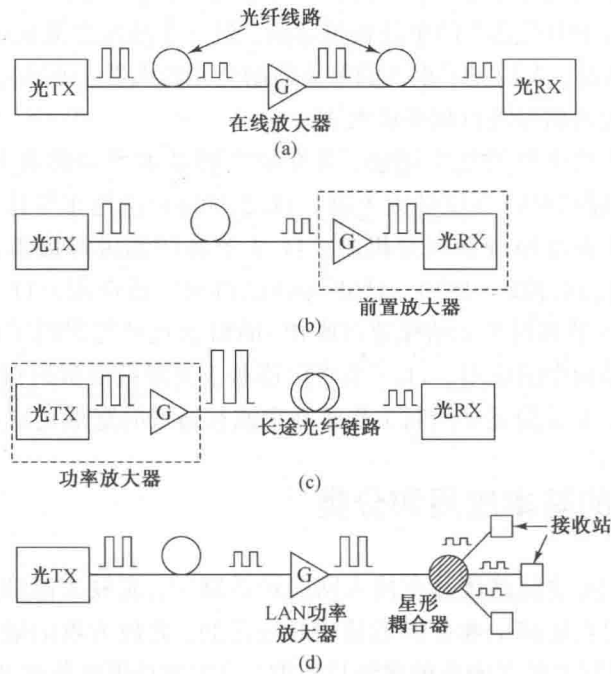 光纤线路
光TX
G
光RX
在线放大器
(a)
光TX
G
光RX
前置放大器
(b)
光TX
G
长途光纤链路
光RX
功率放大器
(c)
接收站
光TX
G
LAN功率
放大器
星形
耦合器
(d)